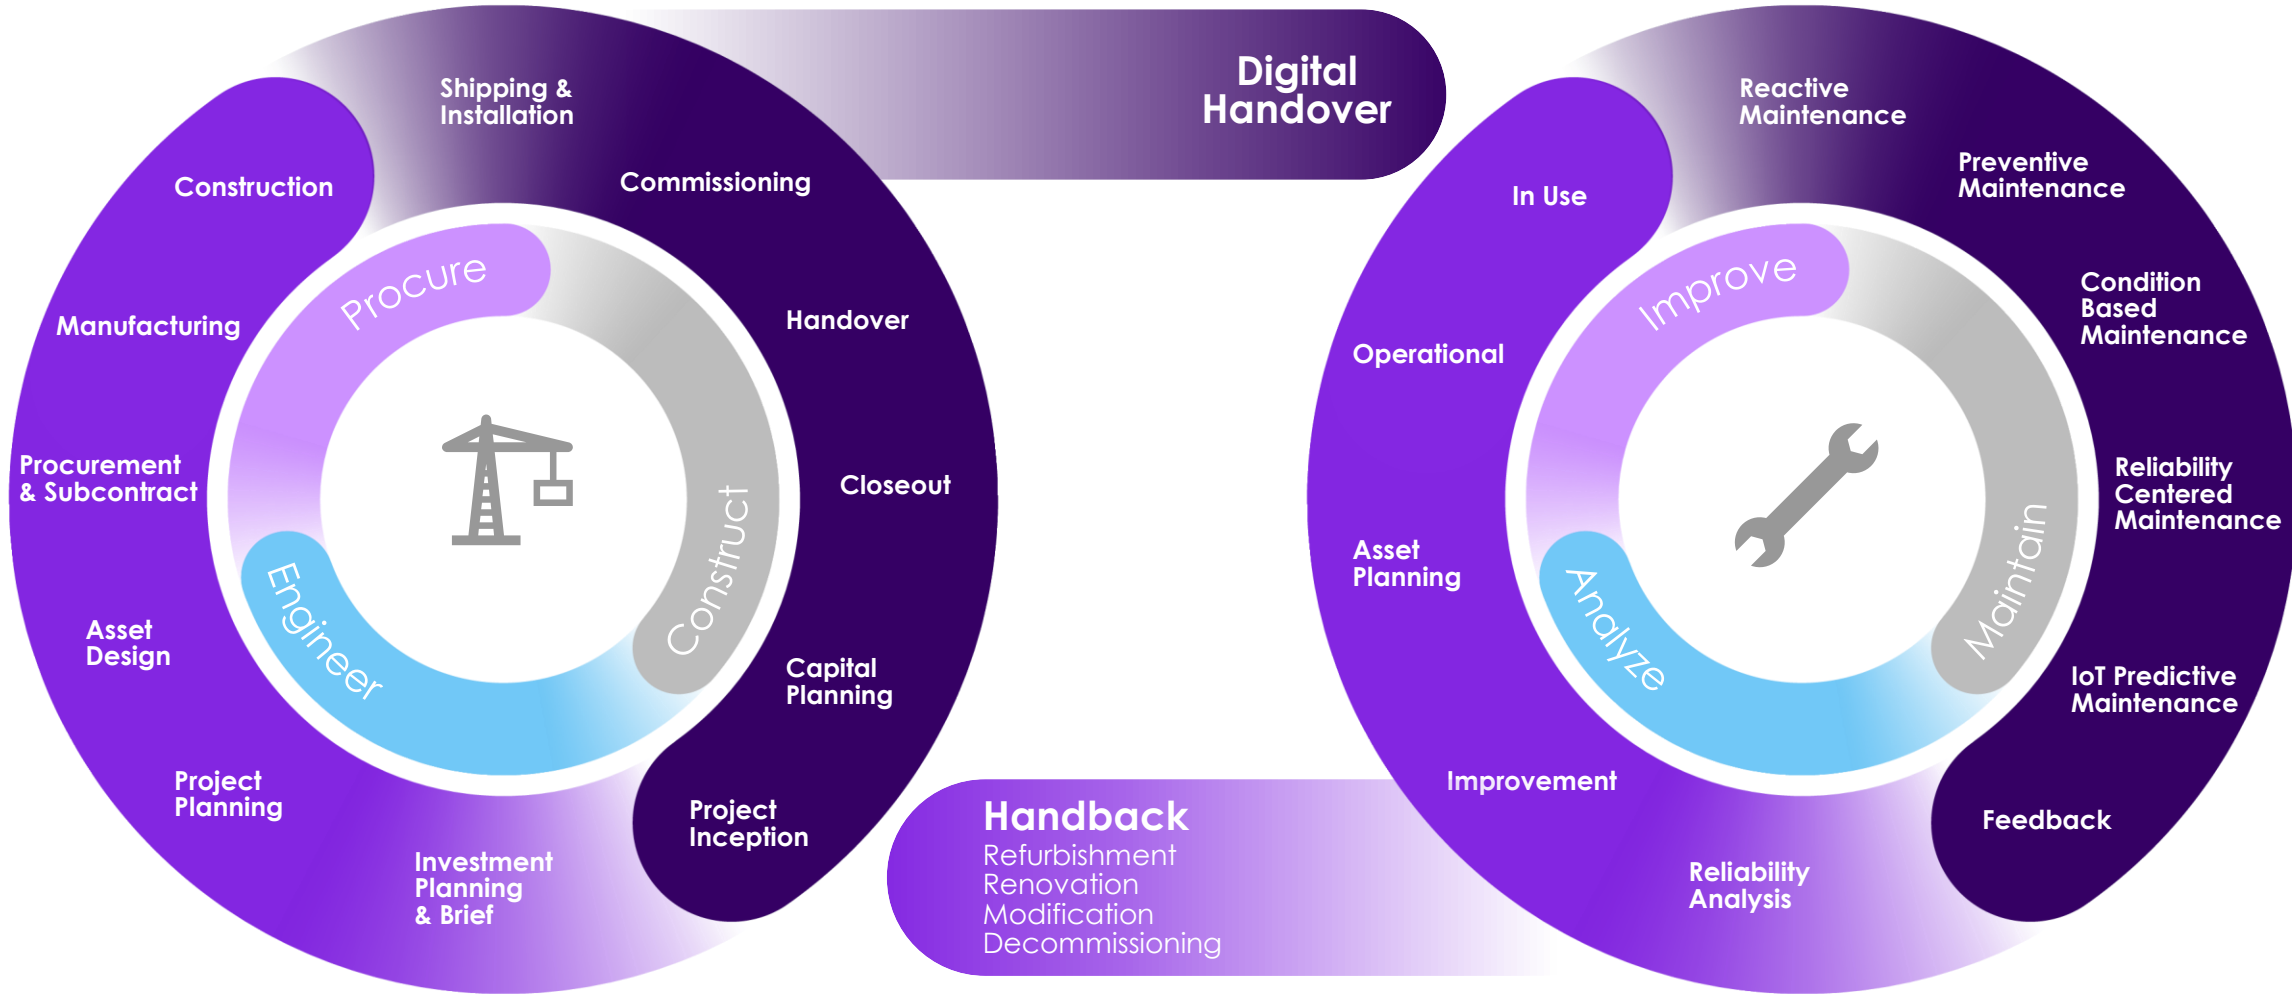 Shipping &
Installation
Commissioning
Handover
Closeout
Capital
Planning
Project
Inception
Investment
Planning
& Brief
Project
Planning
Asset
Design
Procurement
& Subcontract
Manufacturing
Construction
Procure
Construct
Engineer
Digital
Handover
Handback
Refurbishment
Renovation
Modification
Decommissioning
Reactive
Maintenance
Preventive
Maintenance
Condition
Based
Maintenance
Reliability
Centered
Maintenance
IoT Predictive
Maintenance
Feedback
Reliability
Analysis
Improvement
Asset
Planning
Operational
In Use
Improve
Maintain
Analyze